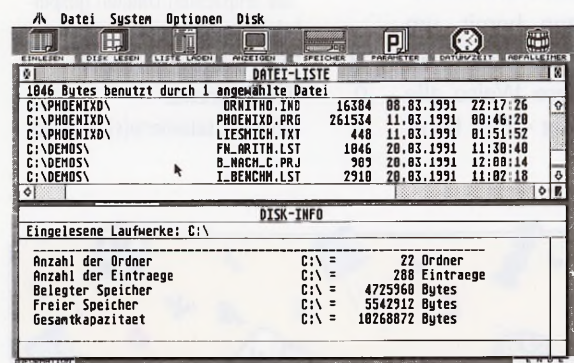 Datei System Optionen Disk
EINLESEN DISK LESEN LISTE LADEN ANZEIGEN SPEICHER PARAMETER DATUM/ZEIT ABFALLEIMER
DATEI-LISTE
1046 Bytes benutzt durch 1 angewählte Datei
C:\PHOENIXD\ ORNITHO.IND 16384 08.03.1991 22:17:26
C:\PHOENIXD\ PHOENIXD.PRG 261534 11.03.1991 00:46:20
C:\PHOENIXD\ LIESMICH.TXT 448 11.03.1991 01:51:52
C:\DEMOS\ FN_ARITH.LST 1046 20.03.1991 11:30:40
C:\DEMOS\ B_NACH_C.PRJ 909 20.03.1991 12:00:14
C:\DEMOS\ I_BENCHM.LST 2910 20.03.1991 11:02:18
DISK-INFO
Eingelesene Laufwerke: C:\
Anzahl der Ordner C:\ = 22 Ordner
Anzahl der Eintraege C:\ = 288 Eintraege
Belegter Speicher C:\ = 4725960 Bytes
Freier Speicher C:\ = 5542912 Bytes
Gesamtkapazitaet C:\ = 10268872 Bytes
ENDE